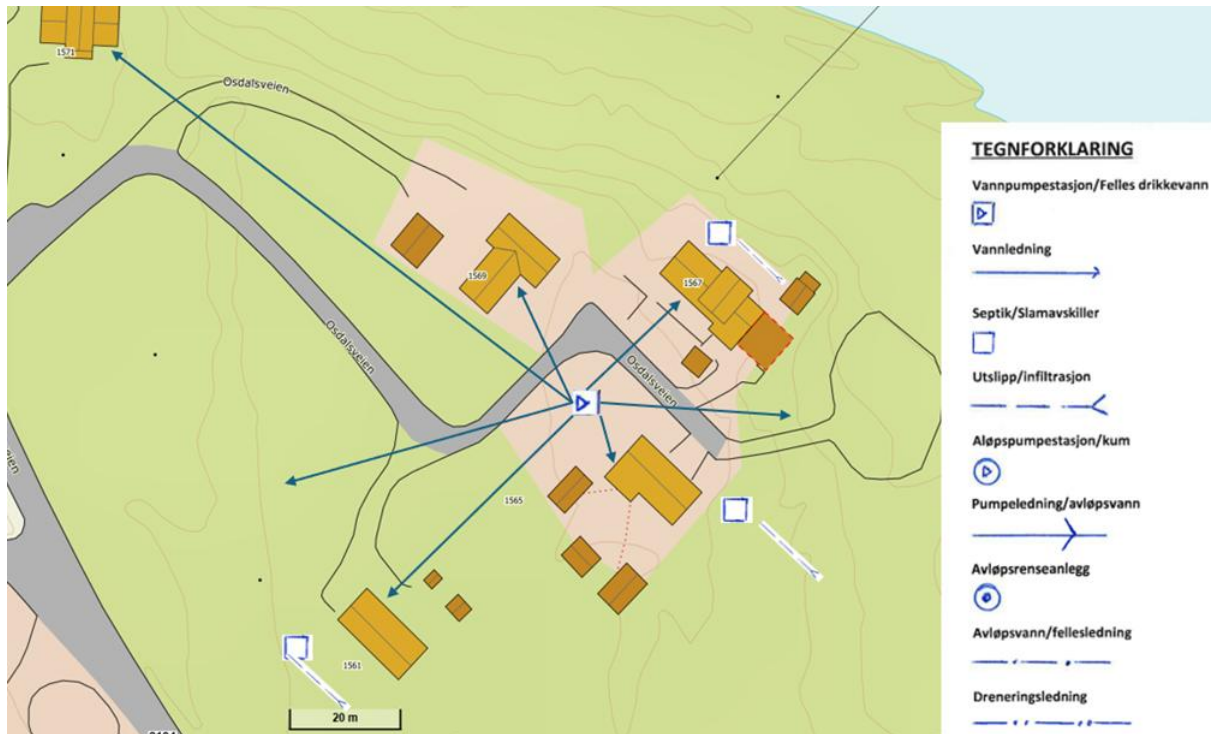 1571
Osdalsveien
1569
1567
Osdalsveien
Osdalsveien
1565
1561
20 m
TEGNFORKLARING
Vannpumpestasjon/Felles drikkevann
Vannledning
Septik/Slamavskiller
Utslipp/infiltrasjon
Aløpspumpestasjon/kum
Pumpeledning/avløpsvann
Avløpsrenseanlegg
Avløpsvann/fellesledning
Dreneringsledning